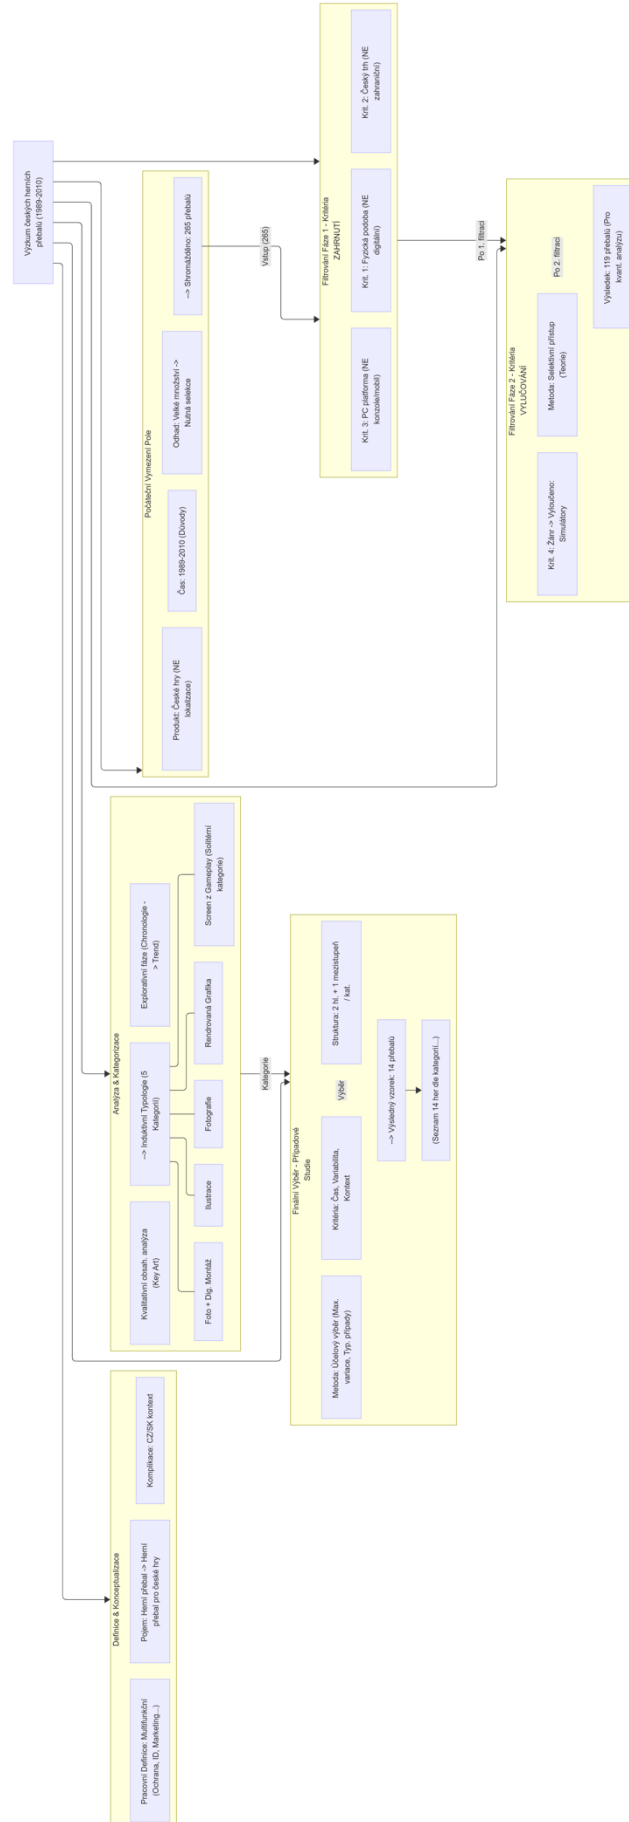 Výzkum českých herních
přebalů (1989-2010)
Definice & Konceptualizace
Pracovní Definice: Multifunkční
(Ochrana, ID, Marketing...)
Pojem: Herní přebal -> Herní
přebal pro české hry
Komplikace: CZ/SK kontext
Analýza & Kategorizace
Kvalitativní obsah. analýza
(Key Art)
--> Induktivní Typologie (5
Kategorií)
Explorativní fáze (Chronologie -
> Trend)
Foto + Dig. Montáž
Ilustrace
Fotografie
Rendrovaná Grafika
Screen z Gameplay (Solitérní
kategorie)
Počáteční Vymezení Pole
Produkt: České hry (NE
lokalizace)
Čas: 1989-2010 (Důvody)
Odhad: Velké množství ->
Nutná selekce
--> Shromážděno: 265 přebalů
Kategorie
Vstup (265)
Finální Výběr - Případové
Studie
Metoda: Účelový výběr (Max.
variace, Typ. případy)
Kritéria: Čas, Variabilita,
Kontext
Výběr
Struktura: 2 hl. + 1 mezistupeň
/ kat.
--> Výsledný vzorek: 14 přebalů
(Seznam 14 her dle kategorií...)
Filtrování Fáze 1 - Kritéria
ZAHRNUTÍ
Krit. 3: PC platforma (NE
konzole/mobil)
Krit. 1: Fyzická podoba (NE
digitální)
Krit. 2: Český trh (NE
zahraniční)
Po 1. filtraci
Filtrování Fáze 2 - Kritéria
VYLUČOVÁNÍ
Krit. 4: Žánr -> Vyloučeno:
Simulátory
Metoda: Selektivní přístup
(Teorie)
Po 2. filtraci
Výsledek: 119 přebalů (Pro
kvant. analýzu)